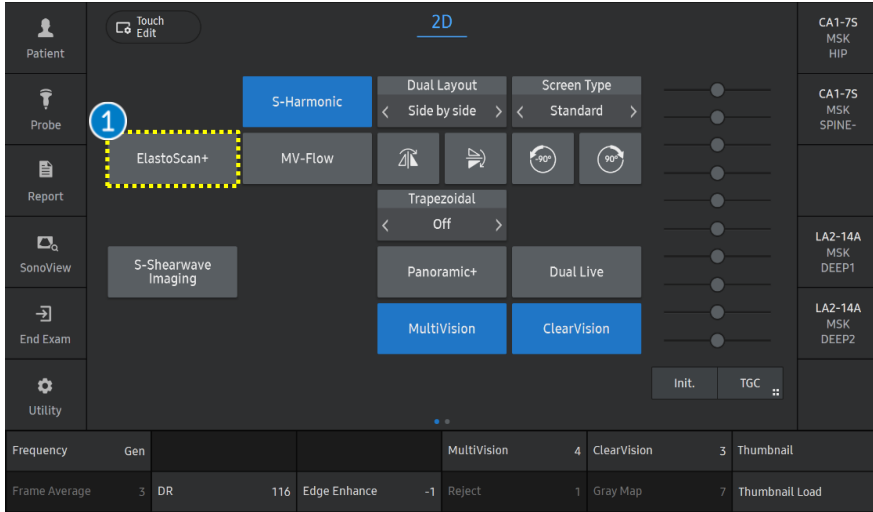 Touch
Edit
2D
Patient
Probe
Report
SonoView
End Exam
Utility
1
ElastoScan+
S-Harmonic
MV-Flow
S-Shearwave
Imaging
Dual Layout
< Side by side >
Screen Type
< Standard >
-90°
90°
Trapezoidal
< Off >
Panoramic+
Dual Live
MultiVision
ClearVision
Init.
TGC
CA1-7S
MSK
HIP
CA1-7S
MSK
SPINE-
LA2-14A
MSK
DEEP1
LA2-14A
MSK
DEEP2
Frequency Gen
MultiVision 4
ClearVision 3
Thumbnail
Frame Average 3
DR 116
Edge Enhance -1
Reject 1
Gray Map 7
Thumbnail Load